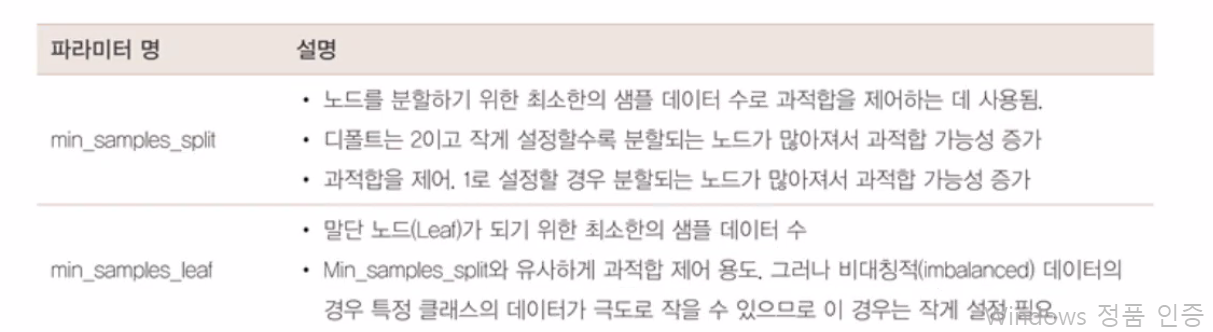 파라미터 명 설명
• 노드를 분할하기 위한 최소한의 샘플 데이터 수로 과적합을 제어하는 데 사용됨.
min_samples_split • 디폴트는 2이고 작게 설정할수록 분할되는 노드가 많아져서 과적합 가능성 증가
• 과적합을 제어. 1로 설정할 경우 분할되는 노드가 많아져서 과적합 가능성 증가
• 말단 노드(Leaf)가 되기 위한 최소한의 샘플 데이터 수
min_samples_leaf • Min_samples_split와 유사하게 과적합 제어 용도. 그러나 비대칭적(imbalanced) 데이터의
경우 특정 클래스의 데이터가 극도로 작을 수 있으므로 이 경우는 작게 설정 필요.
Windows 정품 인증